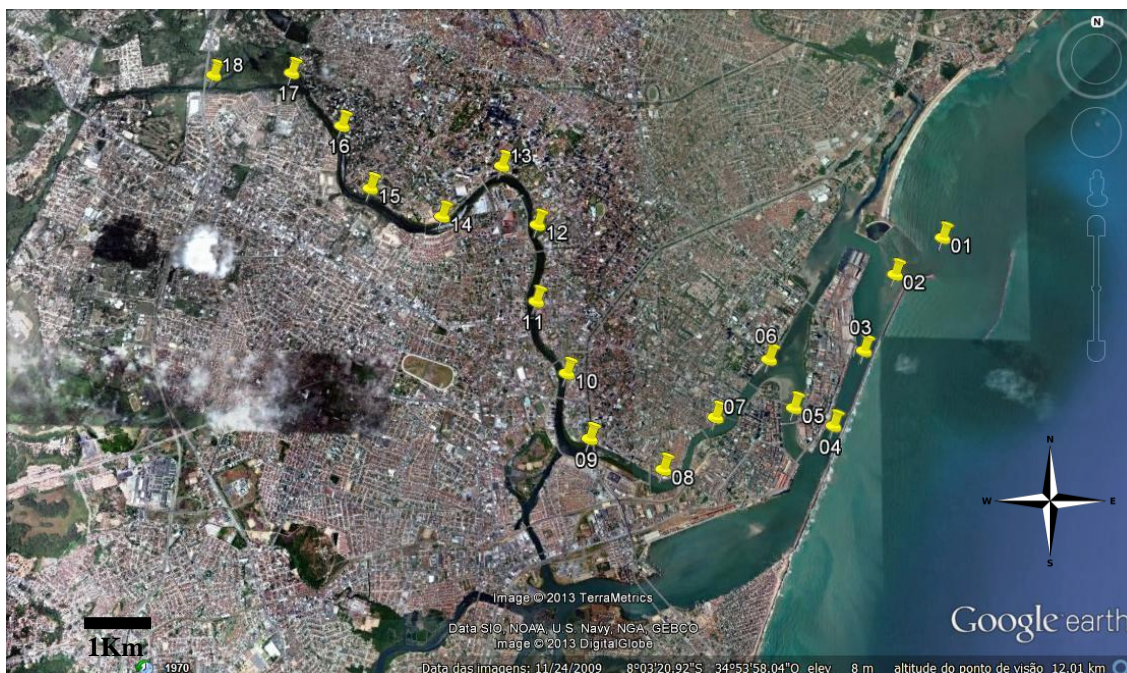 N
18
17
16
13
15
14
12
01
02
11
03
06
10
07
05
04
09
08
N
W
E
S
Image © 2013 TerraMetrics
Data SIO, NOAA, U.S. Navy, NGA, GEBCO
Image © 2013 DigitalGlobe
Google earth
1Km
1970
Data das imagens: 11/24/2009 8°03'20.92"S 34°53'58.04"O elev 8 m altitude do ponto de visão 12.01 km